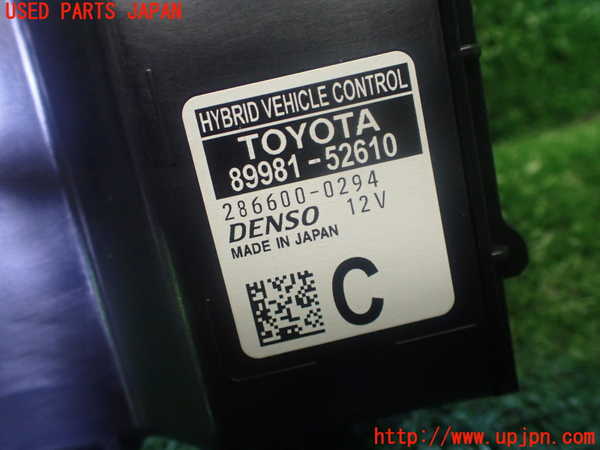 USED PARTS JAPAN
HYBRID VEHICLE CONTROL
TOYOTA
89981-52610
286600-0294
DENSO 12V
MADE IN JAPAN
C
http://www.upjpn.com